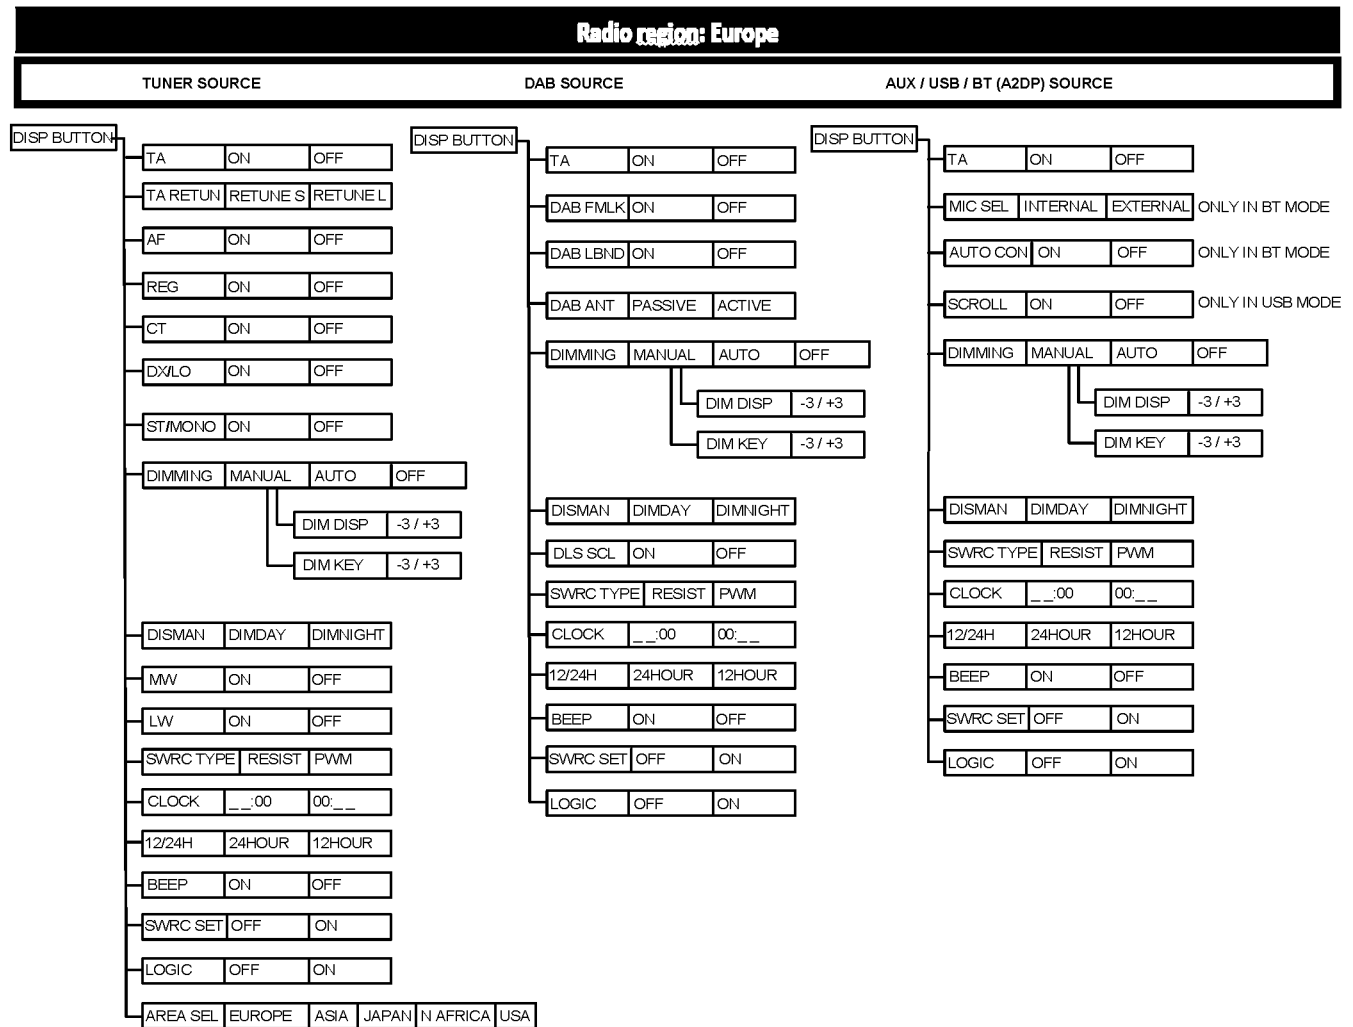 Radio region: Europe
TUNER SOURCE DAB SOURCE AUX / USB / BT (A2DP) SOURCE
DISP BUTTON
TA ON OFF
TA RETUN RETUNE S RETUNE L
AF ON OFF
REG ON OFF
CT ON OFF
DX/LO ON OFF
ST/MONO ON OFF
DIMMING MANUAL AUTO OFF
DIM DISP -3 / +3
DIM KEY -3 / +3
DISMAN DIMDAY DIMNIGHT
MW ON OFF
LW ON OFF
SWRC TYPE RESIST PWM
CLOCK _ _:00 00:_ _
12/24H 24HOUR 12HOUR
BEEP ON OFF
SWRC SET OFF ON
LOGIC OFF ON
AREA SEL EUROPE ASIA JAPAN N AFRICA USA
DISP BUTTON
TA ON OFF
DAB FMLK ON OFF
DAB LBND ON OFF
DAB ANT PASSIVE ACTIVE
DIMMING MANUAL AUTO OFF
DIM DISP -3 / +3
DIM KEY -3 / +3
DISMAN DIMDAY DIMNIGHT
DLS SCL ON OFF
SWRC TYPE RESIST PWM
CLOCK _ _:00 00:_ _
12/24H 24HOUR 12HOUR
BEEP ON OFF
SWRC SET OFF ON
LOGIC OFF ON
DISP BUTTON
TA ON OFF
MIC SEL INTERNAL EXTERNAL ONLY IN BT MODE
AUTO CON ON OFF ONLY IN BT MODE
SCROLL ON OFF ONLY IN USB MODE
DIMMING MANUAL AUTO OFF
DIM DISP -3 / +3
DIM KEY -3 / +3
DISMAN DIMDAY DIMNIGHT
SWRC TYPE RESIST PWM
CLOCK _ _:00 00:_ _
12/24H 24HOUR 12HOUR
BEEP ON OFF
SWRC SET OFF ON
LOGIC OFF ON